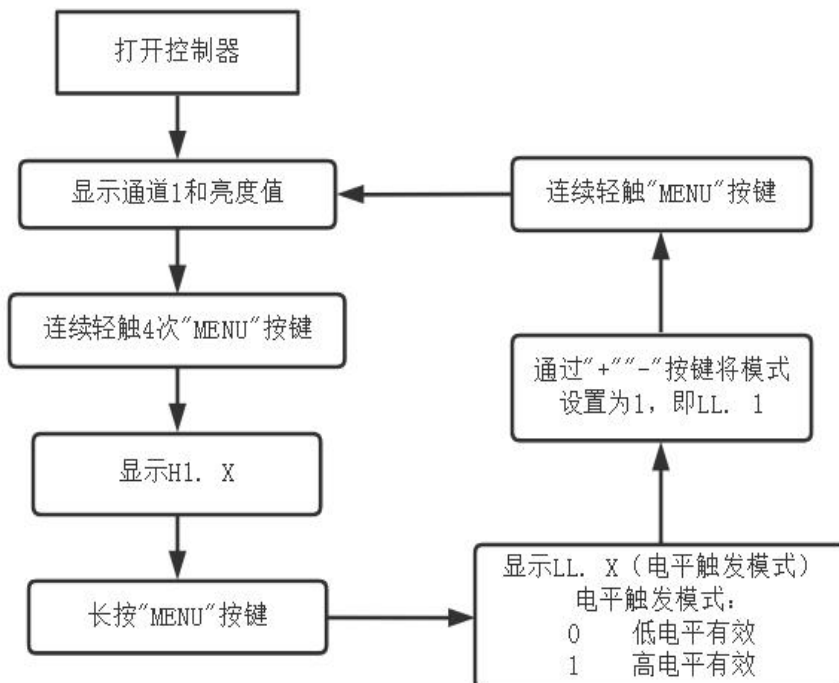 打开控制器
显示通道1和亮度值
连续轻触4次"MENU"按键
显示H1. X
长按"MENU"按键
显示LL. X（电平触发模式）
电平触发模式：
0 低电平有效
1 高电平有效
通过"+""-"按键将模式
设置为1，即LL. 1
连续轻触"MENU"按键